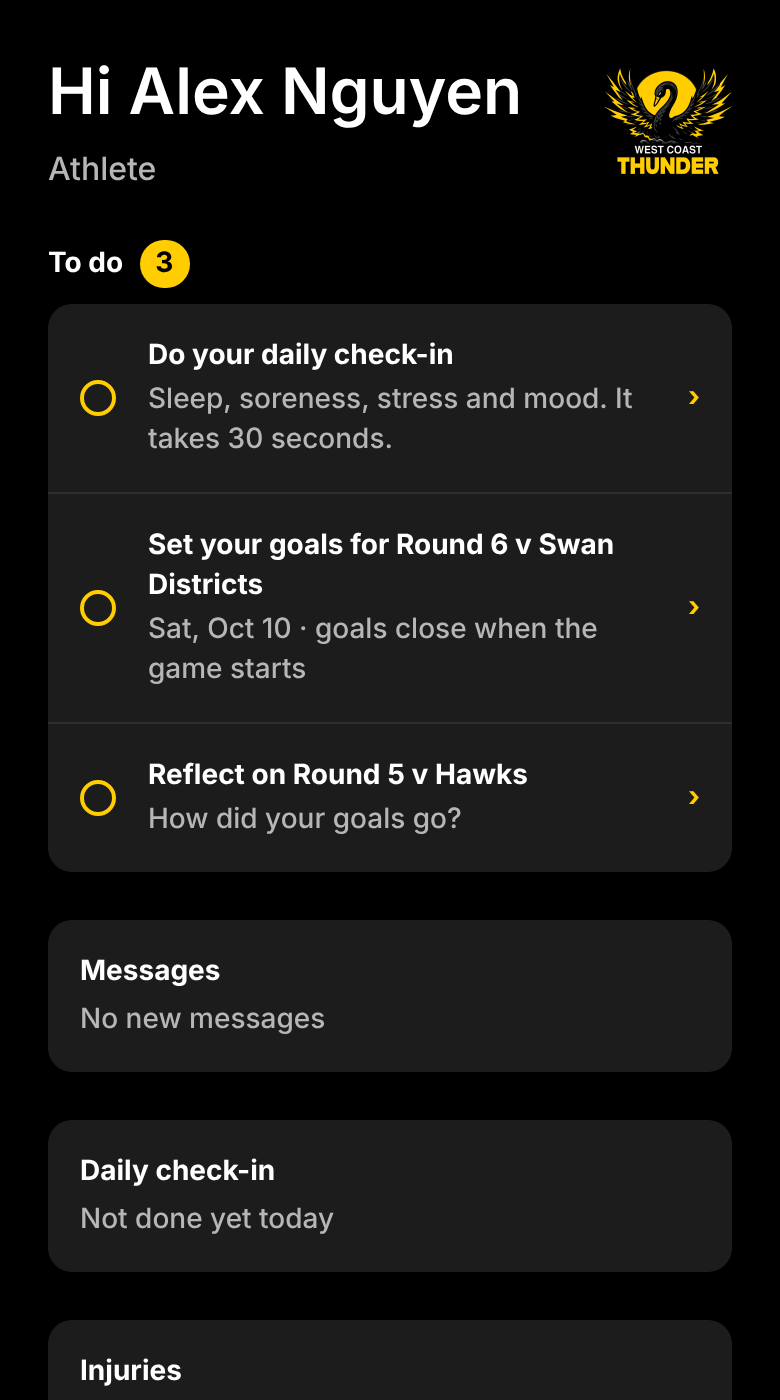 Hi Alex Nguyen
Athlete
WEST COAST
THUNDER
To do 3
Do your daily check-in
Sleep, soreness, stress and mood. It
takes 30 seconds.
Set your goals for Round 6 v Swan
Districts
Sat, Oct 10 · goals close when the
game starts
Reflect on Round 5 v Hawks
How did your goals go?
Messages
No new messages
Daily check-in
Not done yet today
Injuries